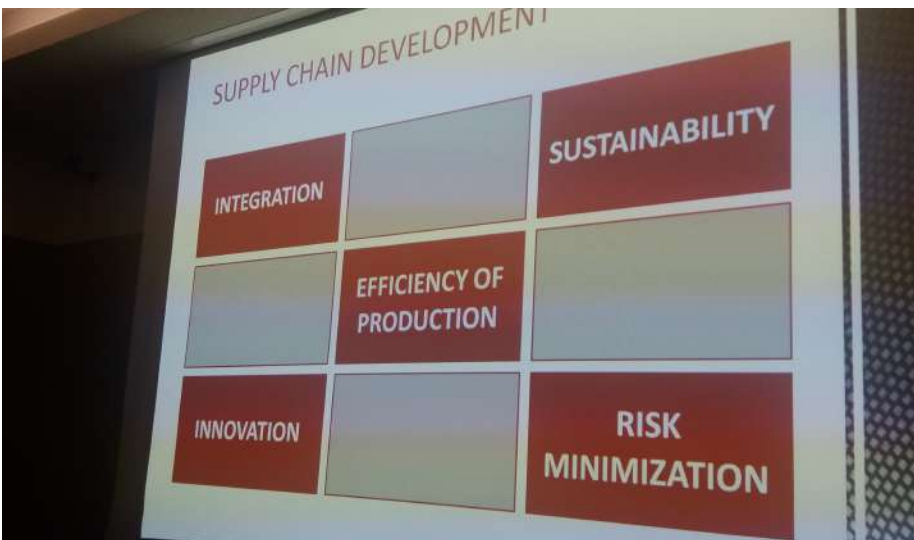 SUPPLY CHAIN DEVELOPMENT
INTEGRATION
SUSTAINABILITY
EFFICIENCY OF
PRODUCTION
INNOVATION
RISK
MINIMIZATION